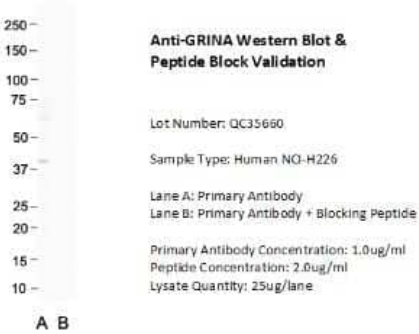 250
150
100
75
50
37
25
20
15
10
A B
Anti-GRINA Western Blot &
Peptide Block Validation
Lot Number: QC35660
Sample Type: Human NCI-H226
Lane A: Primary Antibody
Lane B: Primary Antibody + Blocking Peptide
Primary Antibody Concentration: 1.0ug/ml
Peptide Concentration: 2.0ug/ml
Lysate Quantity: 25ug/lane